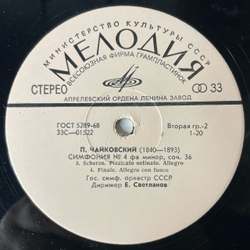 МИНИСТЕРСТВО КУЛЬТУРЫ СССР
МЕЛОДИЯ
ВСЕСОЮЗНАЯ ФИРМА ГРАМПЛАСТИНОК
СТЕРЕО
33
АПРЕЛЕВСКИЙ ОРДЕНА ЛЕНИНА ЗАВОД
ГОСТ 5289-68
33С—01522
Вторая гр.-2
1-20
П. ЧАЙКОВСКИЙ (1840—1893)
СИМФОНИЯ № 4 фа минор, соч. 36
3. Scherzo. Pizzicato ostinato. Allegro
4. Finale. Allegro con fuoco
Гос. симф. оркестр СССР
Дирижер Е. Светланов